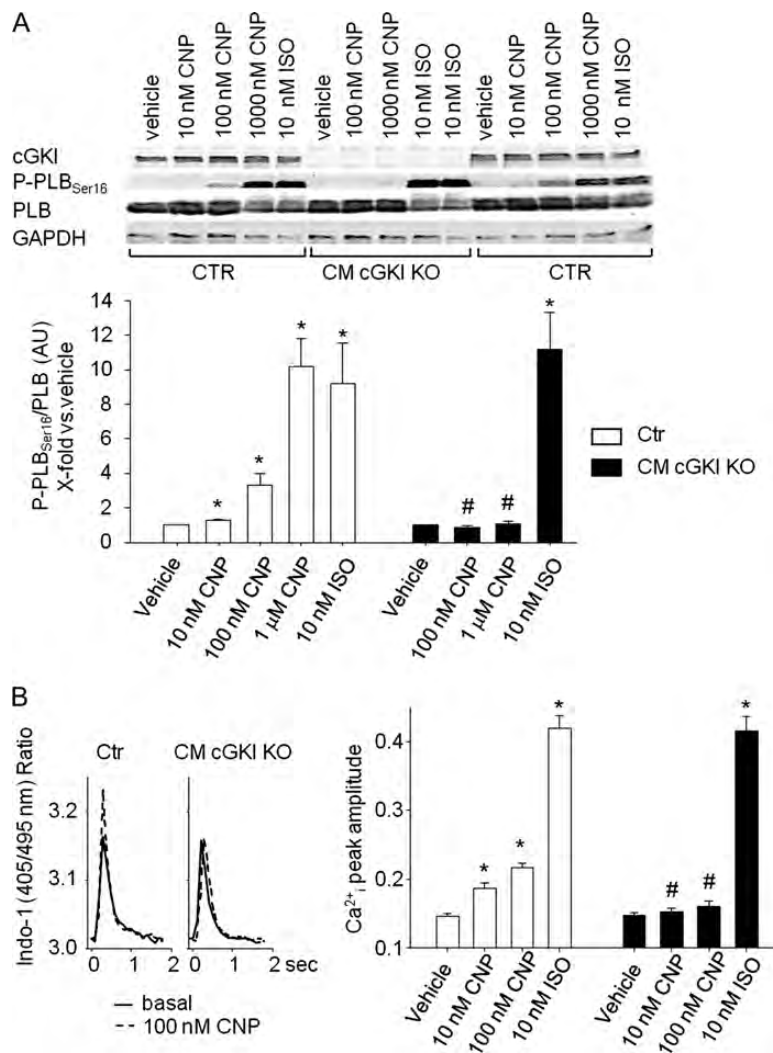 A
vehicle
10 nM CNP
100 nM CNP
1000 nM CNP
10 nM ISO
vehicle
100 nM CNP
1000 nM CNP
10 nM ISO
10 nM ISO
vehicle
10 nM CNP
100 nM CNP
1000 nM CNP
10 nM ISO
cGKI
P-PLBSer16
PLB
GAPDH
CTR CM cGKI KO CTR
P-PLBSer16/PLB (AU)
X-fold vs.vehicle
14
12
10
8
6
4
2
0
* * * * # # *
Ctr
CM cGKI KO
Vehicle
10 nM CNP
100 nM CNP
1 μM CNP
10 nM ISO
Vehicle
100 nM CNP
1 μM CNP
10 nM ISO
B
Ctr CM cGKI KO
Indo-1 (405/495 nm) Ratio
3.2
3.1
3.0
0 2 0 2 sec
basal
100 nM CNP
Ca2+i peak amplitude
0.4
0.2
0.1
* * * # # *
Vehicle
10 nM CNP
100 nM CNP
10 nM ISO
Vehicle
10 nM CNP
100 nM CNP
10 nM ISO